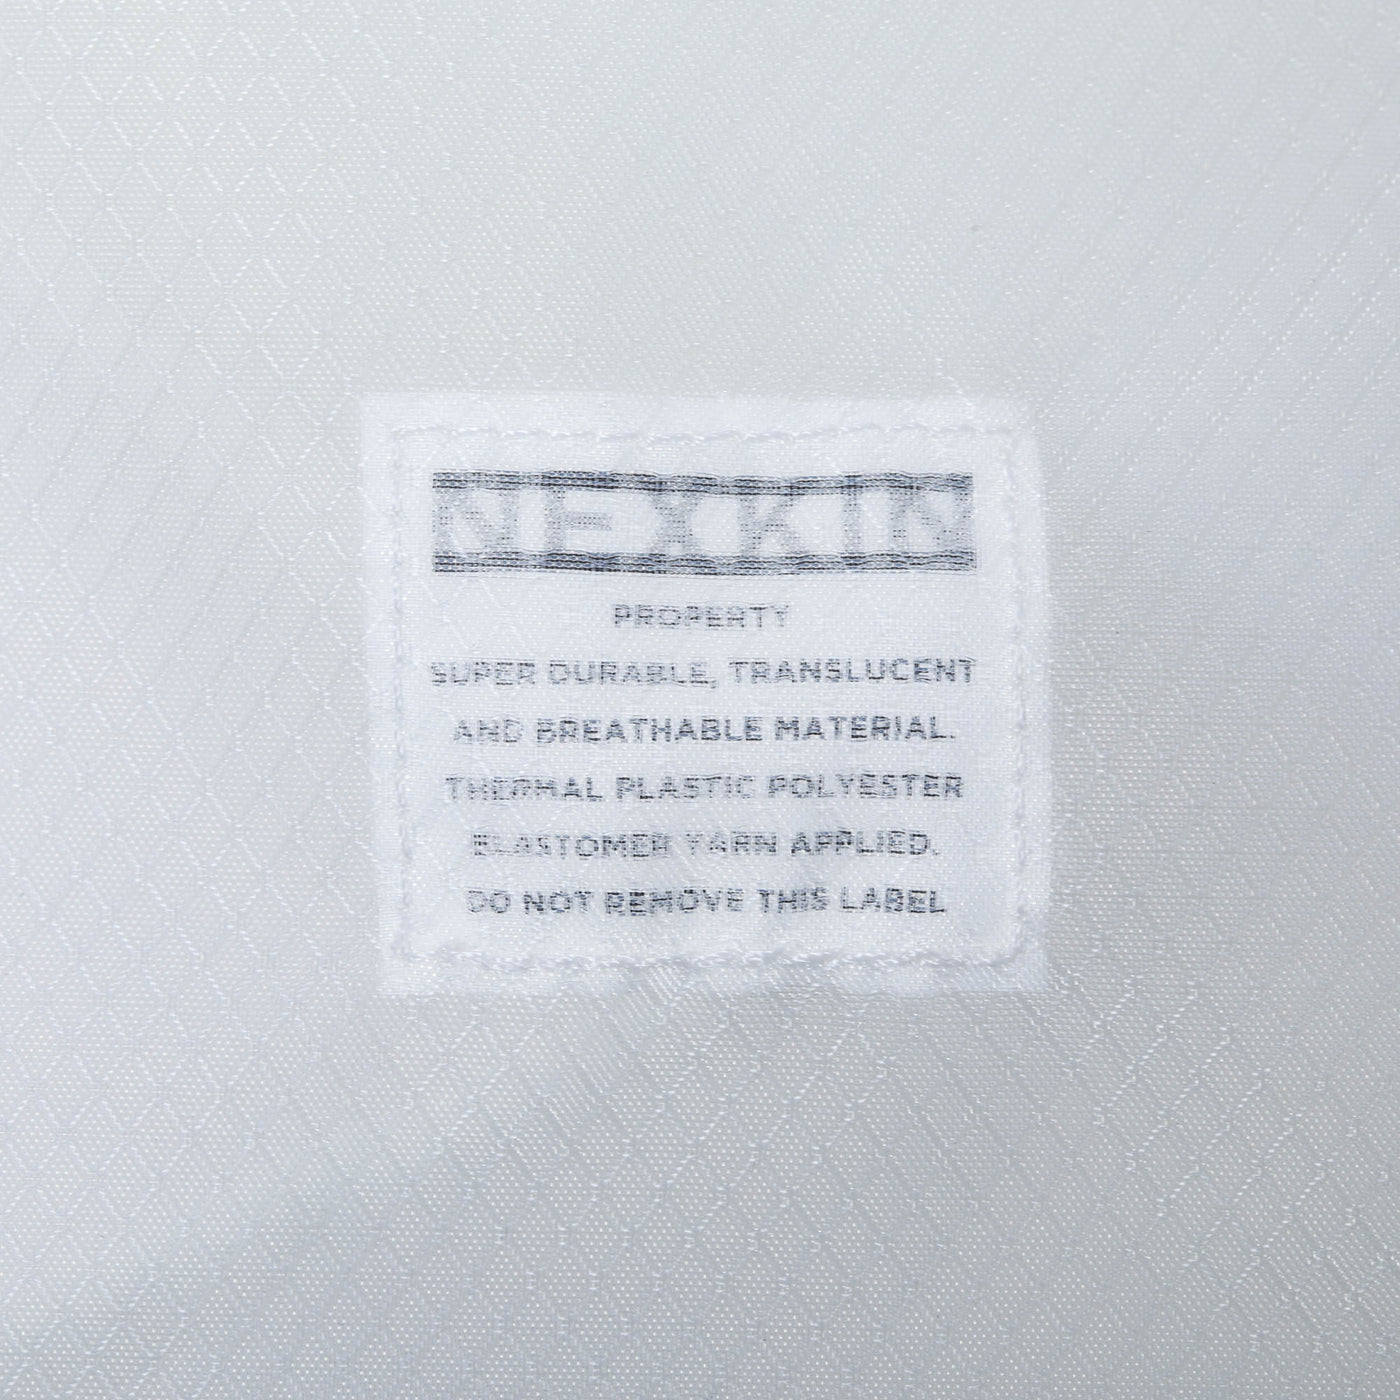 NEXKIN
PROPERTY
SUPER DURABLE, TRANSLUCENT
AND BREATHABLE MATERIAL.
THERMAL PLASTIC POLYESTER
ELASTOMER YARN APPLIED.
DO NOT REMOVE THIS LABEL